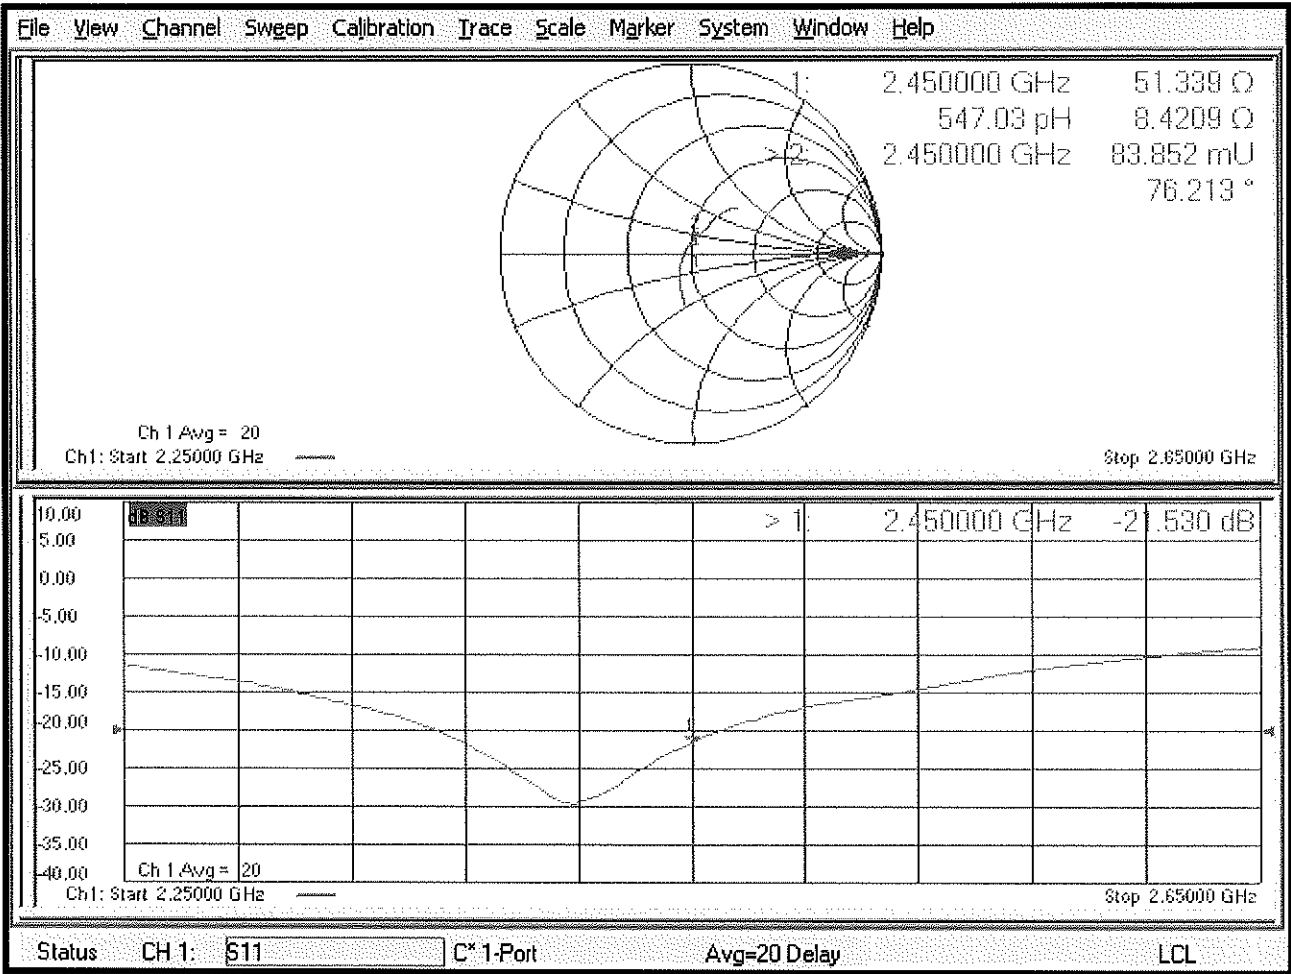 File View Channel Sweep Calibration Trace Scale Marker System Window Help
1: 2.450000 GHz 51.339 Ω
547.03 pH 8.4209 Ω
> 2: 2.450000 GHz 83.852 mU
76.213 °
Ch 1 Avg = 20
Ch1: Start 2.25000 GHz
Stop 2.65000 GHz
10.00
dB S11
> 1: 2.450000 GHz -21.530 dB
5.00
0.00
-5.00
-10.00
-15.00
-20.00
1
-25.00
-30.00
-35.00
-40.00
Ch 1 Avg = 20
Ch1: Start 2.25000 GHz
Stop 2.65000 GHz
Status CH 1: S11 C* 1-Port Avg=20 Delay LCL